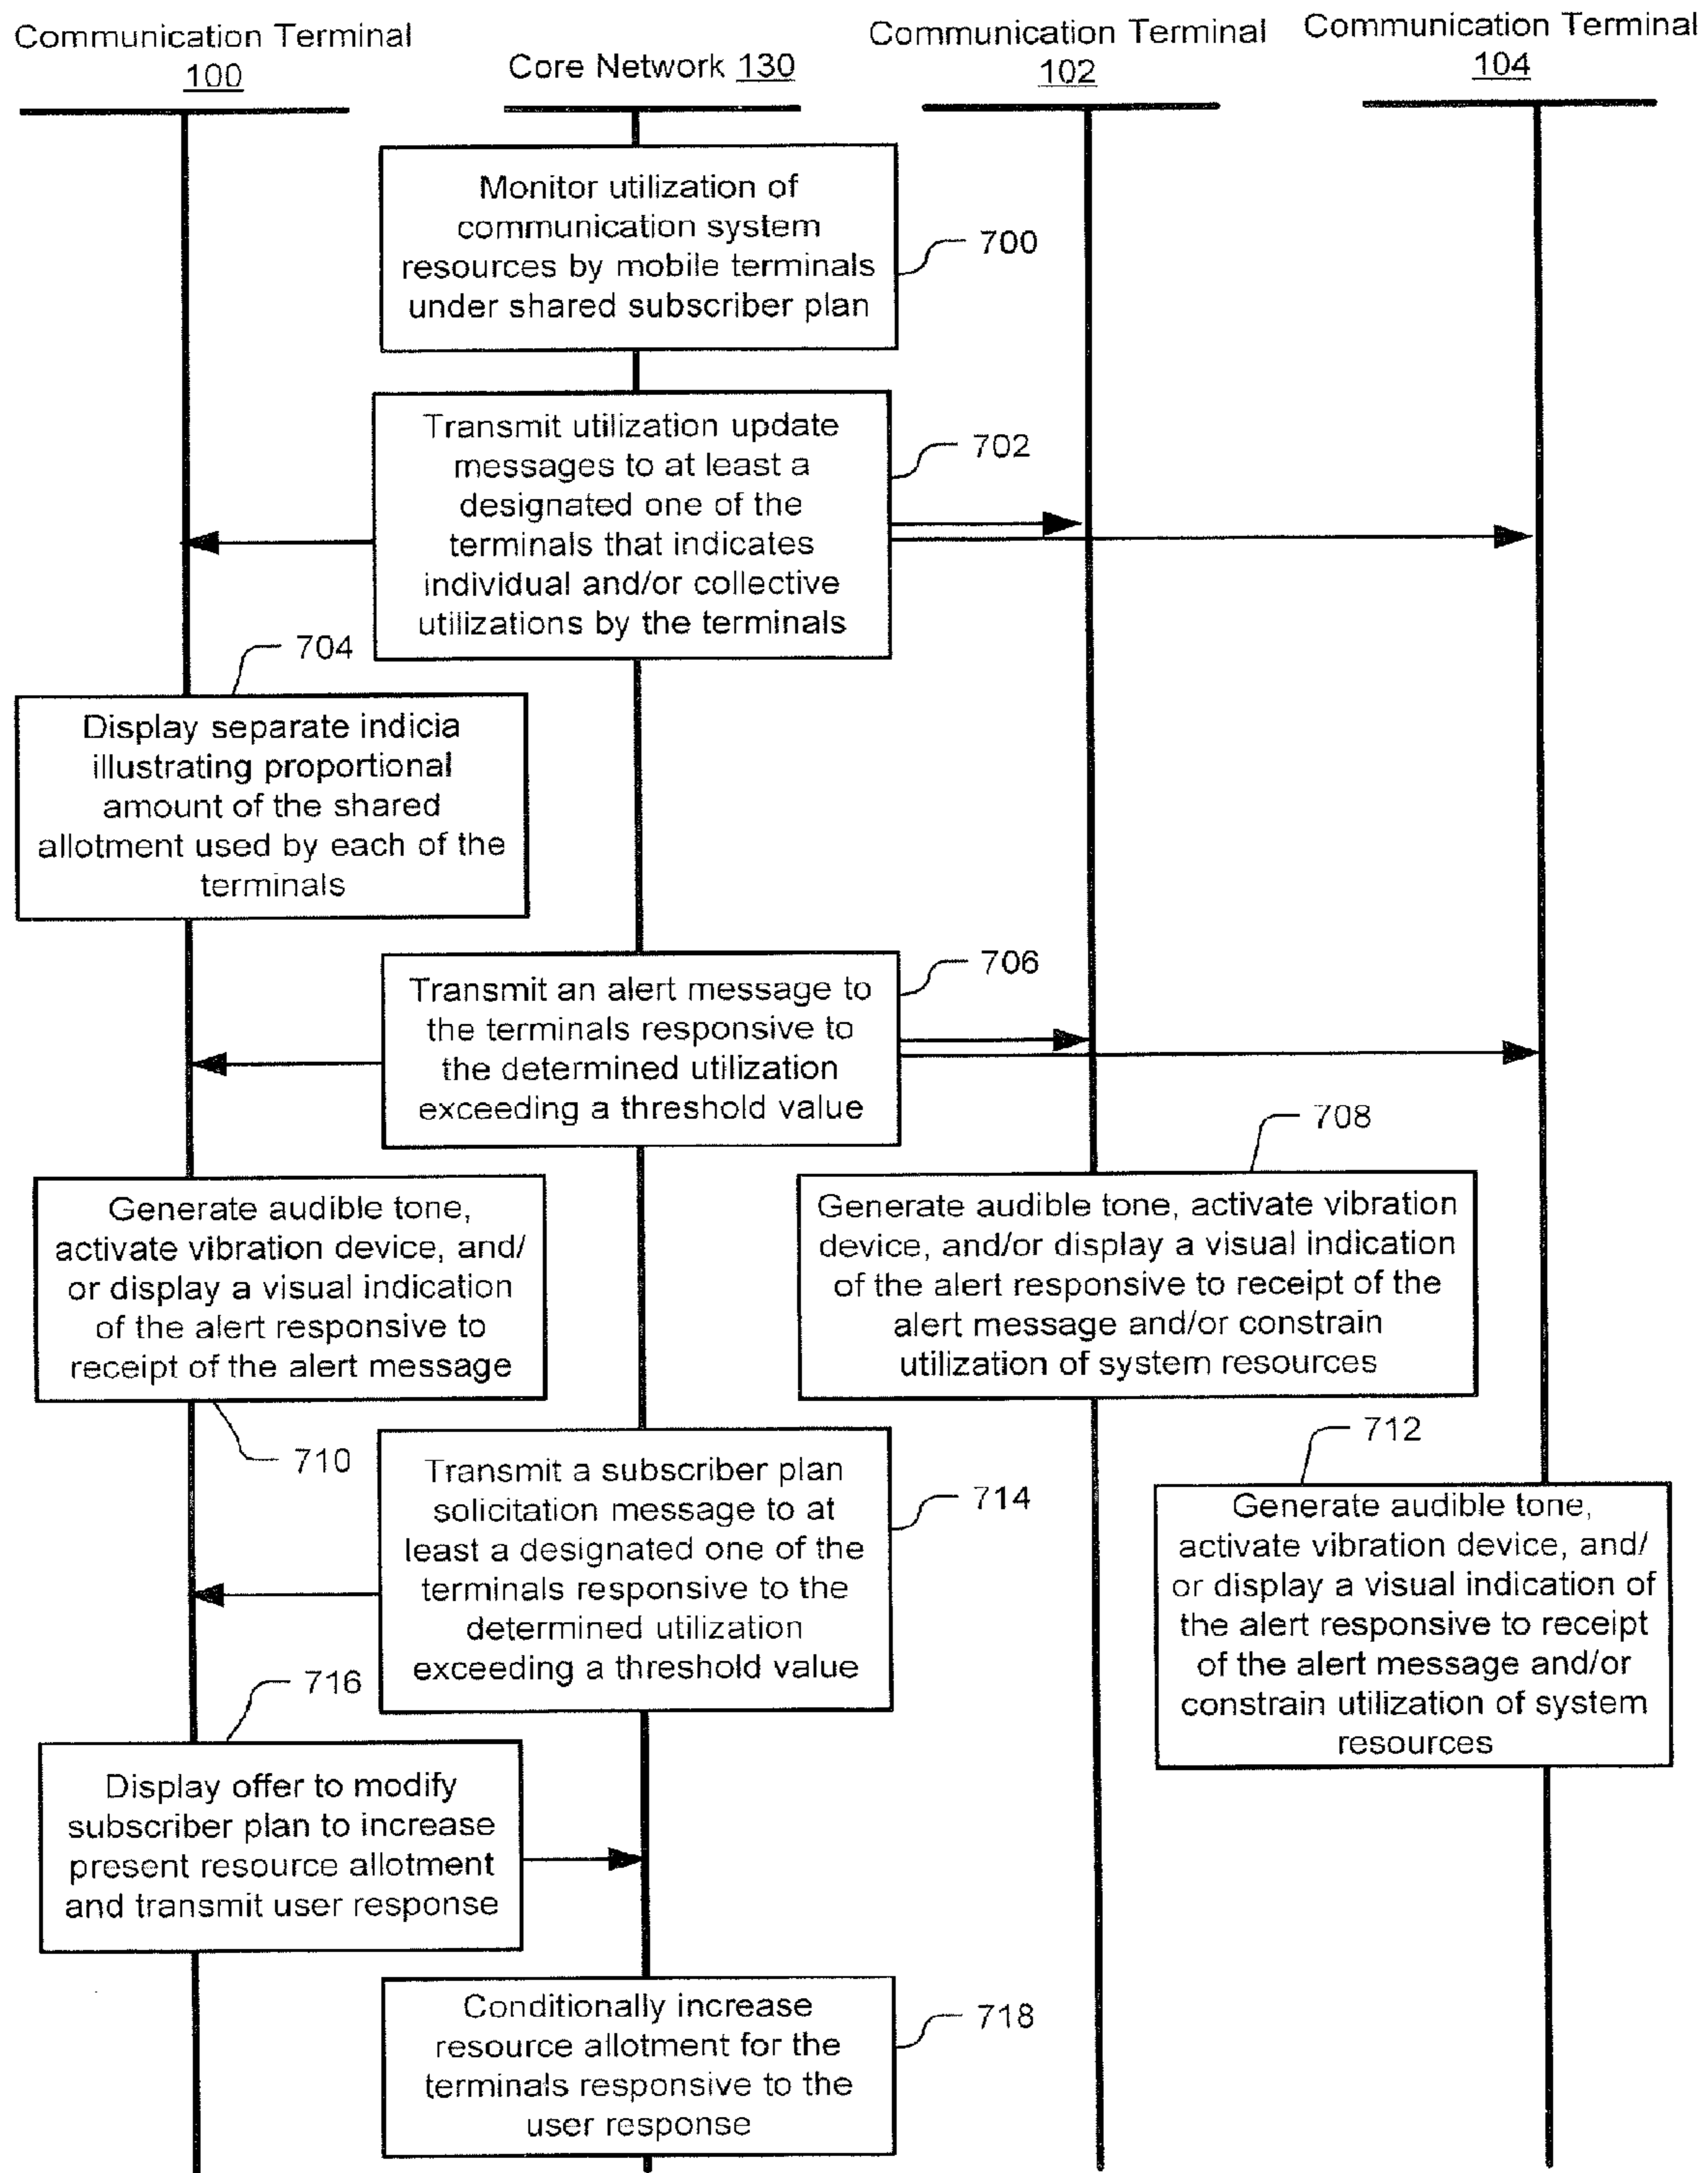 Communication Terminal
100
Core Network 130
Communication Terminal
102
Communication Terminal
104
Monitor utilization of
communication system
resources by mobile terminals
under shared subscriber plan
700
Transmit utilization update
messages to at least a
designated one of the
terminals that indicates
individual and/or collective
utilizations by the terminals
702
704
Display separate indicia
illustrating proportional
amount of the shared
allotment used by each of the
terminals
Transmit an alert message to
the terminals responsive to
the determined utilization
exceeding a threshold value
706
708
Generate audible tone,
activate vibration device, and/
or display a visual indication
of the alert responsive to
receipt of the alert message
710
Generate audible tone, activate vibration
device, and/or display a visual indication
of the alert responsive to receipt of the
alert message and/or constrain
utilization of system resources
712
Transmit a subscriber plan
solicitation message to at
least a designated one of the
terminals responsive to the
determined utilization
exceeding a threshold value
714
Generate audible tone,
activate vibration device, and/
or display a visual indication of
the alert responsive to receipt
of the alert message and/or
constrain utilization of system
resources
716
Display offer to modify
subscriber plan to increase
present resource allotment
and transmit user response
Conditionally increase
resource allotment for the
terminals responsive to the
user response
718